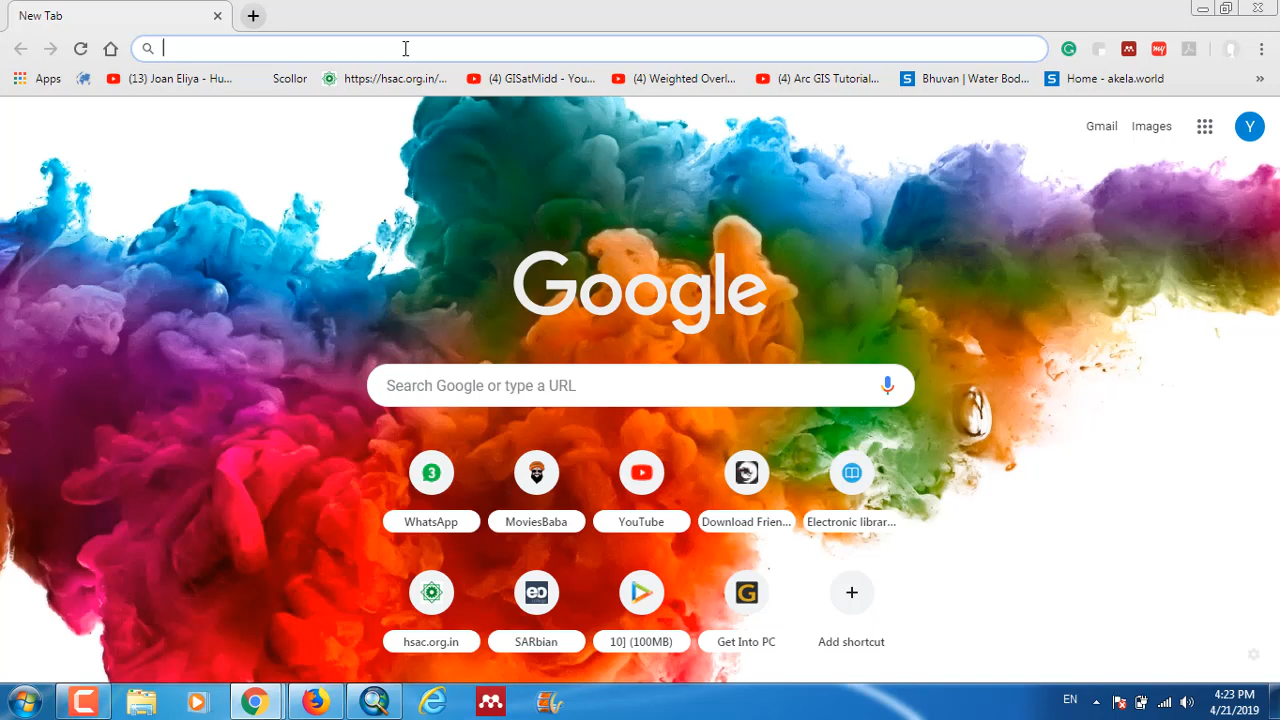 New Tab
Apps
(13) Joan Eliya - Hu...
Scollor
https://hsac.org.in/...
(4) GISatMidd - You...
(4) Weighted Ove...
(4) Arc GIS Tutorial...
Bhuvan | Water Bod...
Home - akela.world
»
Gmail
Images
Y
Google
Search Google or type a URL
3
WhatsApp
MoviesBaba
YouTube
Download Frien...
Electronic librar...
eo
G
hsac.org.in
SARbian
10] (100MB)
Get Into PC
Add shortcut
EN
4:23 PM
4/21/2019